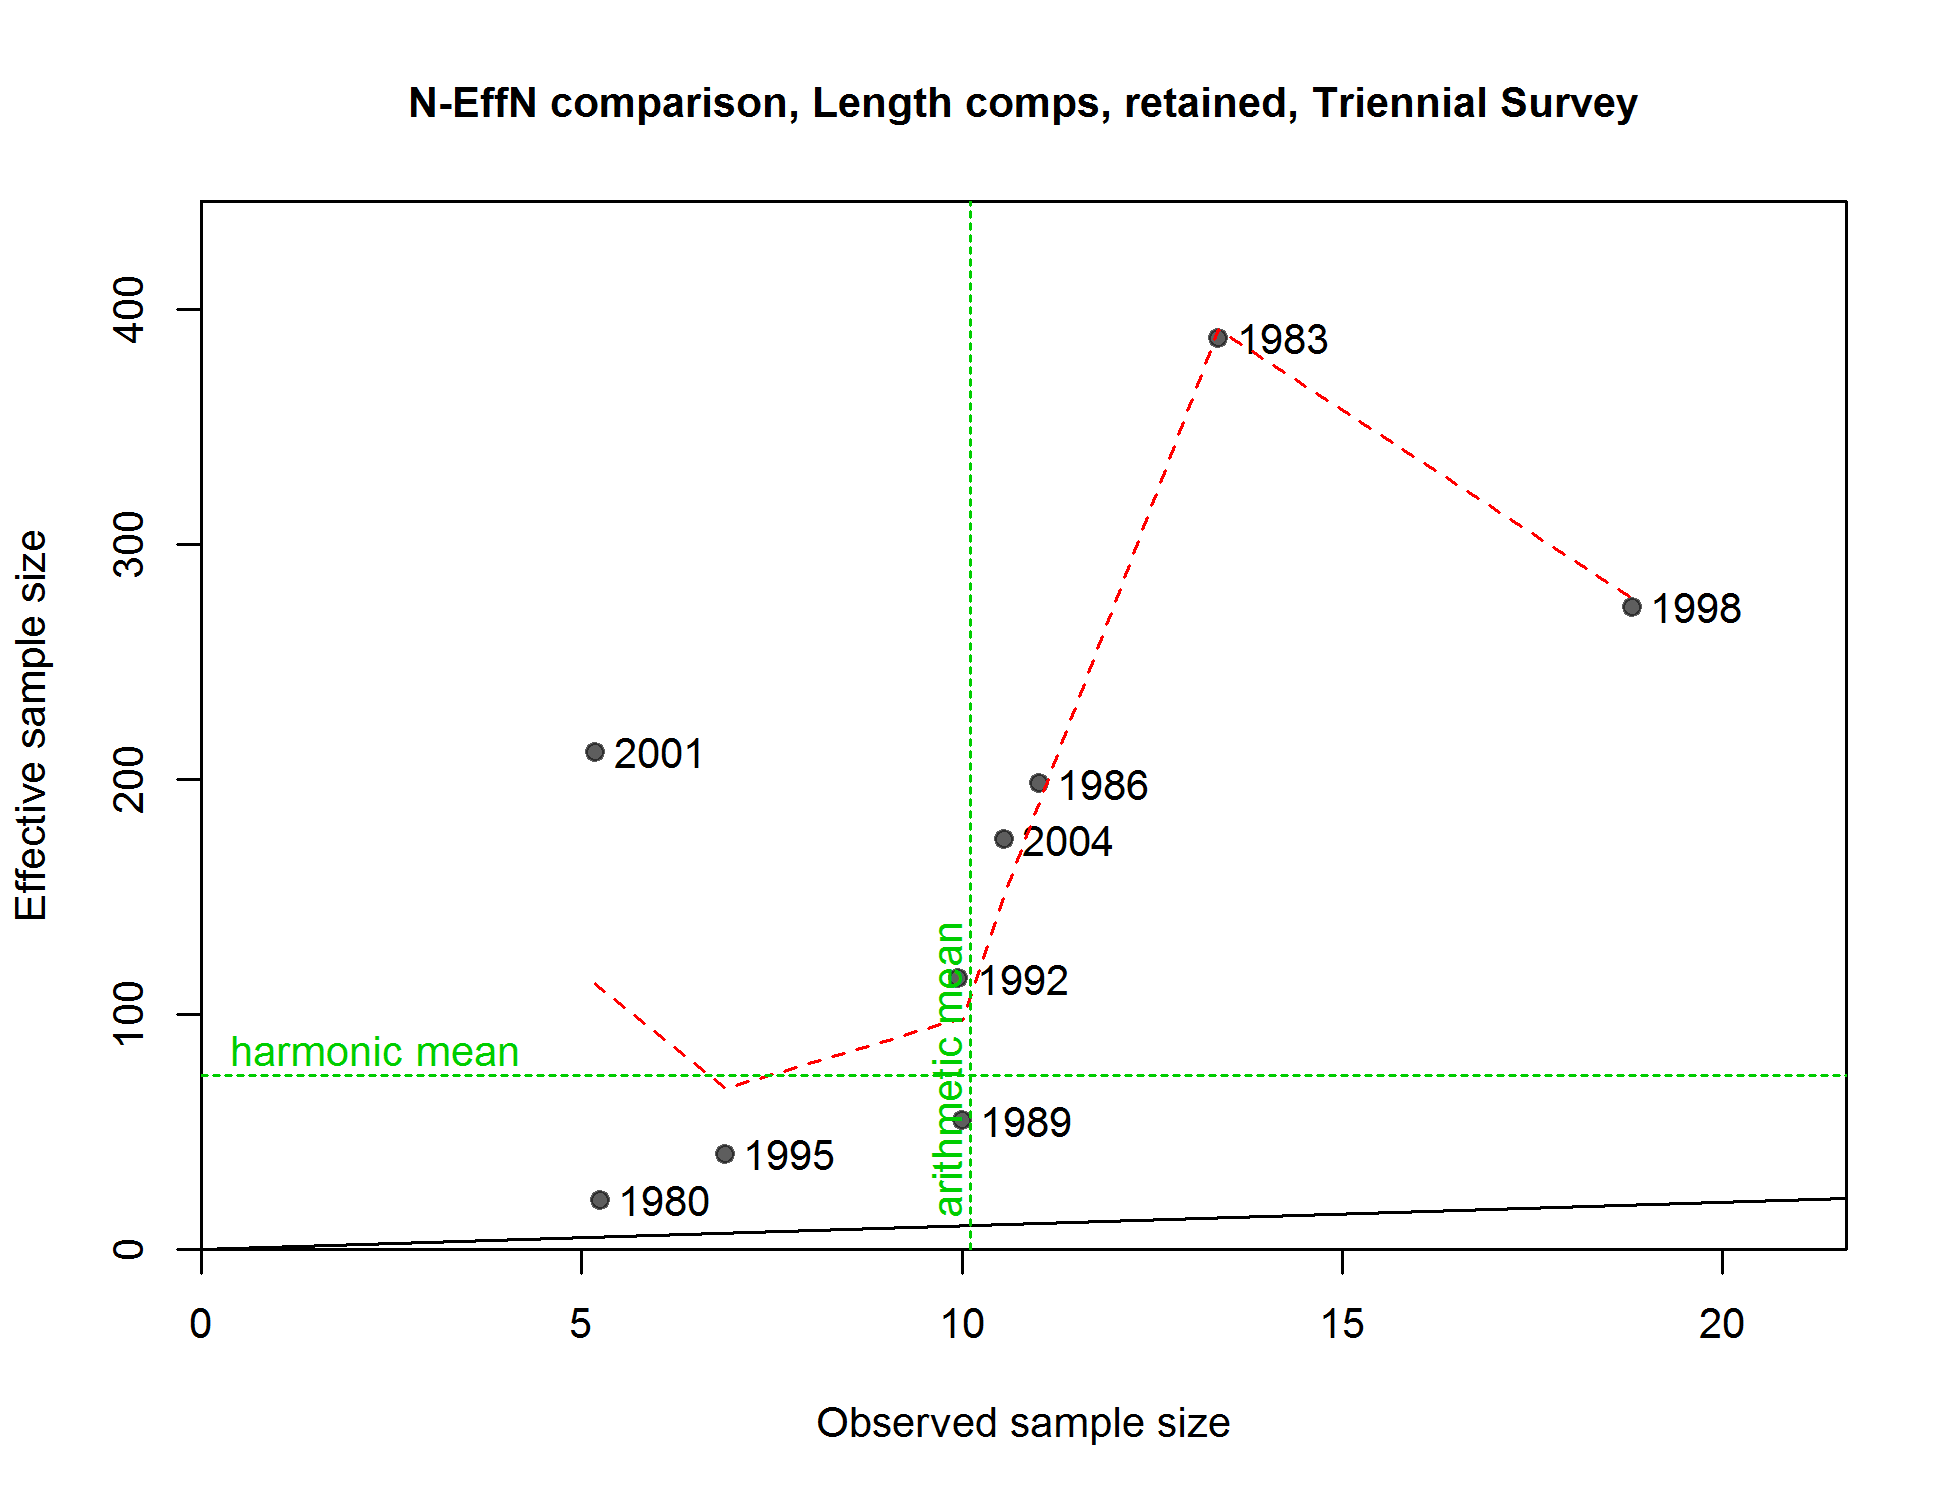 N-EffN comparison, Length comps, retained, Triennial Survey
Effective sample size
400
300
200
100
0
1983
1998
2001
1986
2004
1992
harmonic mean
arithmetic mean
1989
1995
1980
0 5 10 15 20
Observed sample size